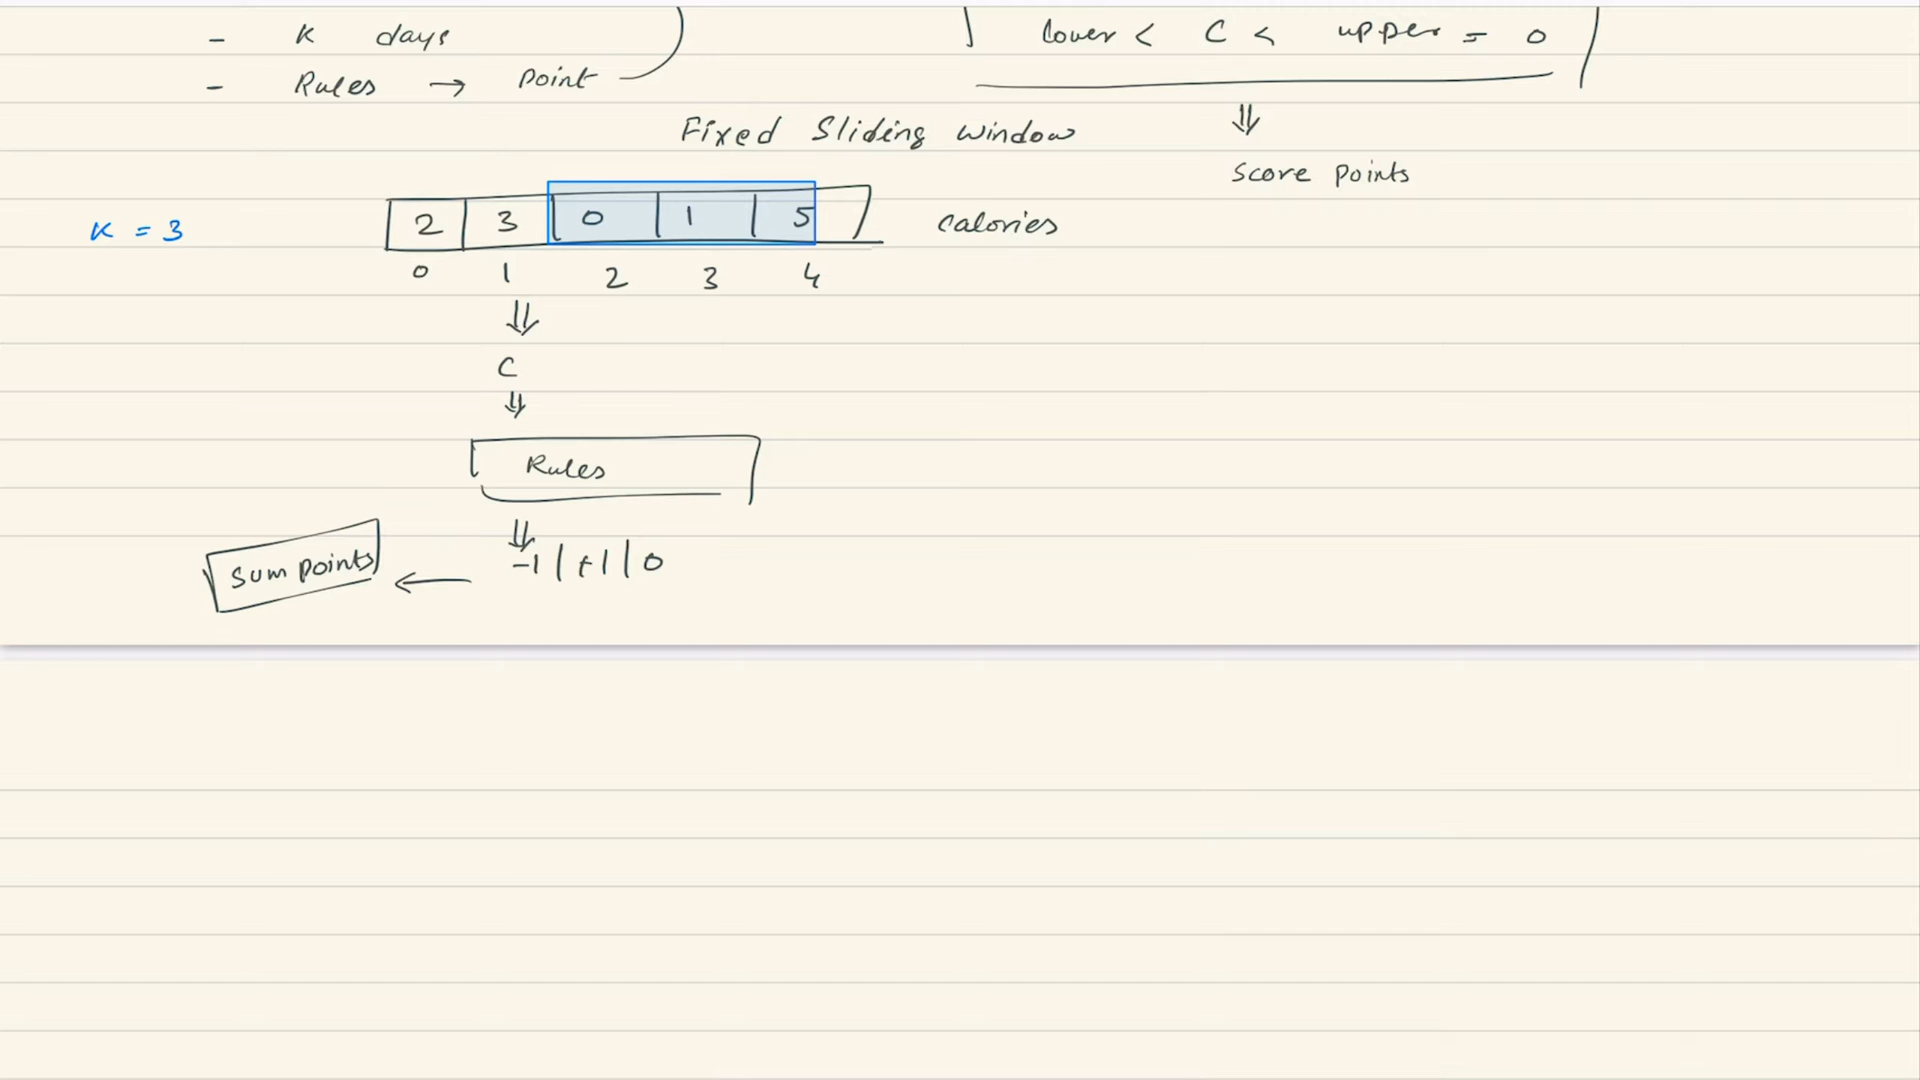 - K days
- Rules → point
lower < C < upper = 0
Fixed Sliding window
Score points
K = 3
2 3 0 1 5
calories
0 1 2 3 4
C
Rules
-1 | +1 | 0
Sum points